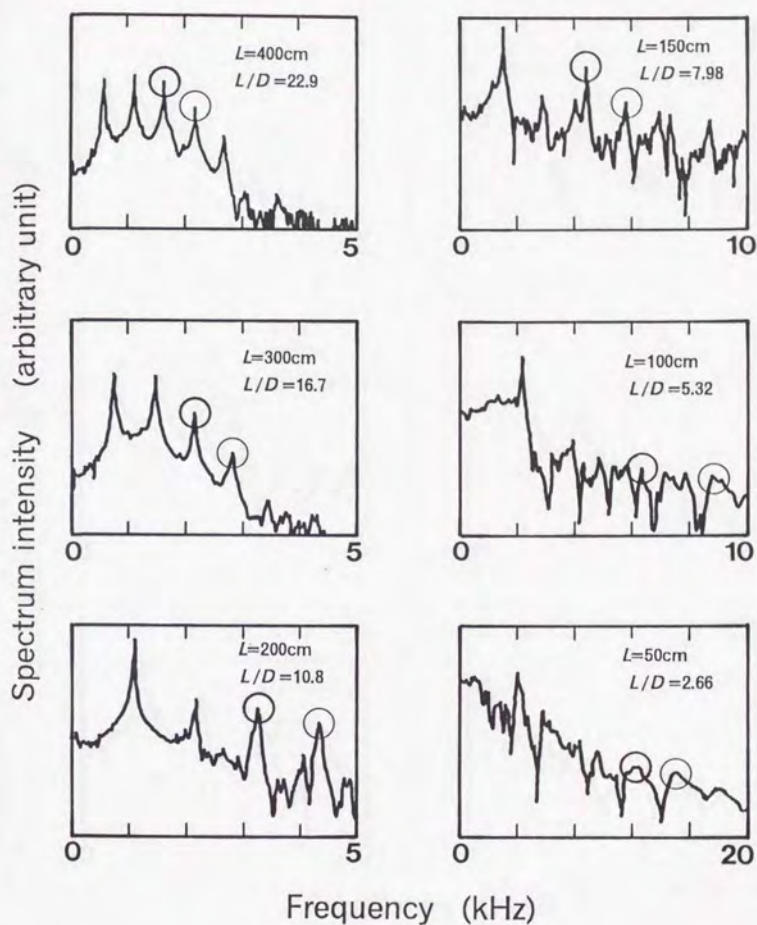 L=400cm
L/D=22.9
0
5
L=150cm
L/D=7.98
0
10
L=300cm
L/D=16.7
0
5
L=100cm
L/D=5.32
0
10
L=200cm
L/D=10.8
0
5
L=50cm
L/D=2.66
0
20
Spectrum intensity (arbitrary unit)
Frequency (kHz)